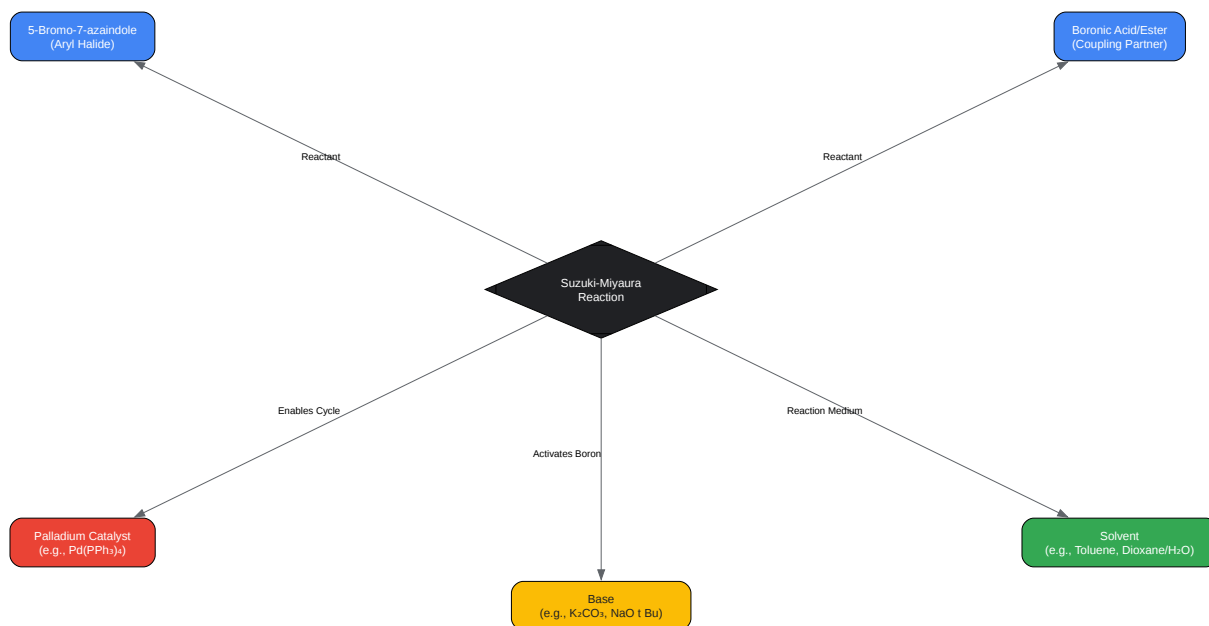 5-Bromo-7-azaindole
(Aryl Halide)
Boronic Acid/Ester
(Coupling Partner)
Reactant
Reactant
Suzuki-Miyaura
Reaction
Enables Cycle
Reaction Medium
Activates Boron
Palladium Catalyst
(e.g., Pd(PPh₃)₄)
Solvent
(e.g., Toluene, Dioxane/H₂O)
Base
(e.g., K₂CO₃, NaO t Bu)